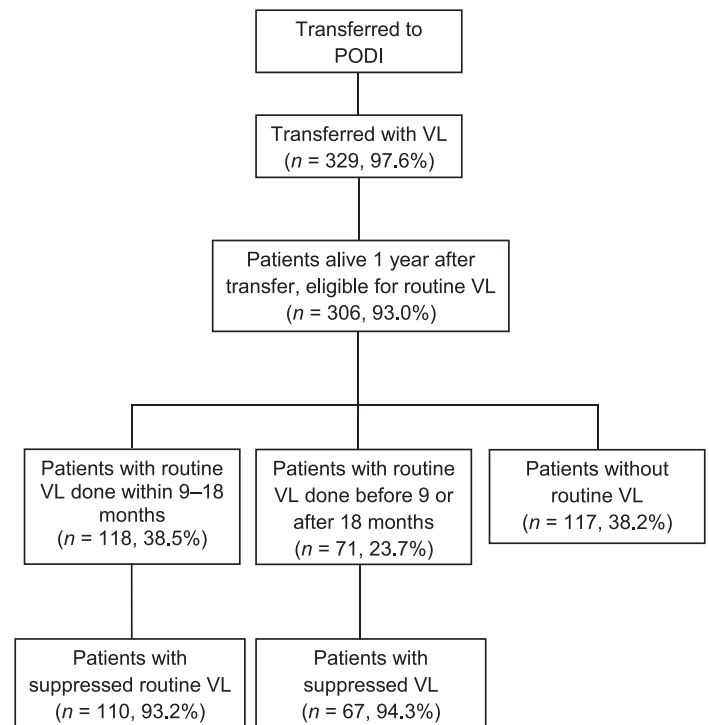 Transferred to
PODI
Transferred with VL
(n = 329, 97.6%)
Patients alive 1 year after
transfer, eligible for routine VL
(n = 306, 93.0%)
Patients with routine
VL done within 9–18
months
(n = 118, 38.5%)
Patients with routine
VL done before 9 or
after 18 months
(n = 71, 23.7%)
Patients without
routine VL
(n = 117, 38.2%)
Patients with
suppressed routine VL
(n = 110, 93.2%)
Patients with
suppressed VL
(n = 67, 94.3%)